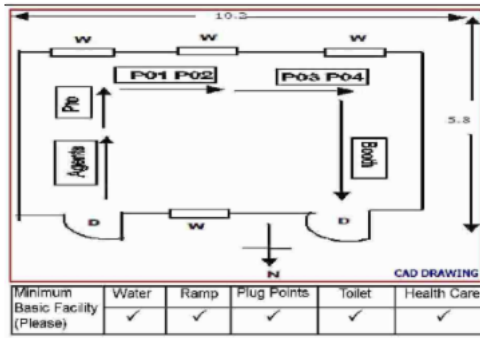 10.2
W W W
P01 P02 P03 P04
Pro
5.8
Agents
Booth
D W D
N
CAD DRAWING
Minimum Basic Facility (Please) Water Ramp Plug Points Toilet Health Care
✓ ✓ ✓ ✓ ✓